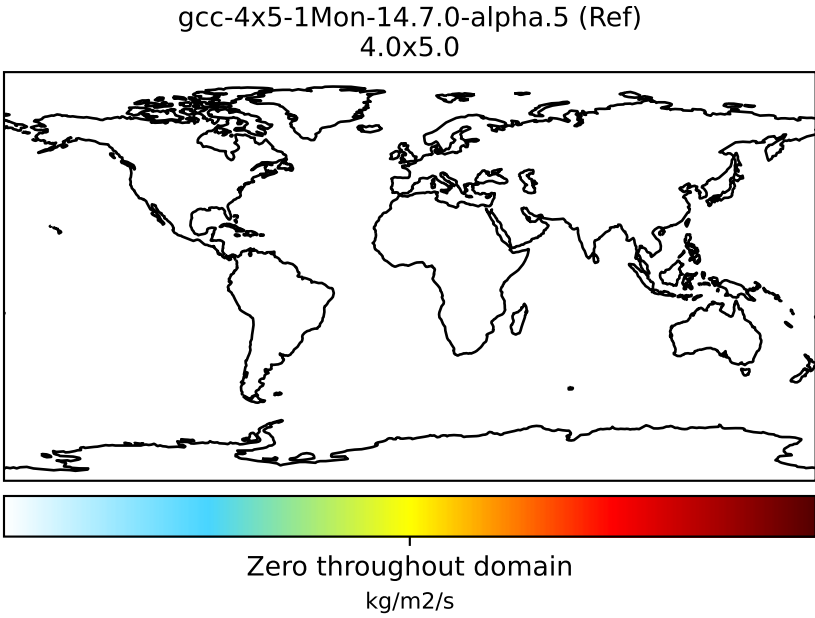 gcc-4x5-1Mon-14.7.0-alpha.5 (Ref)
4.0x5.0
Zero throughout domain
kg/m2/s